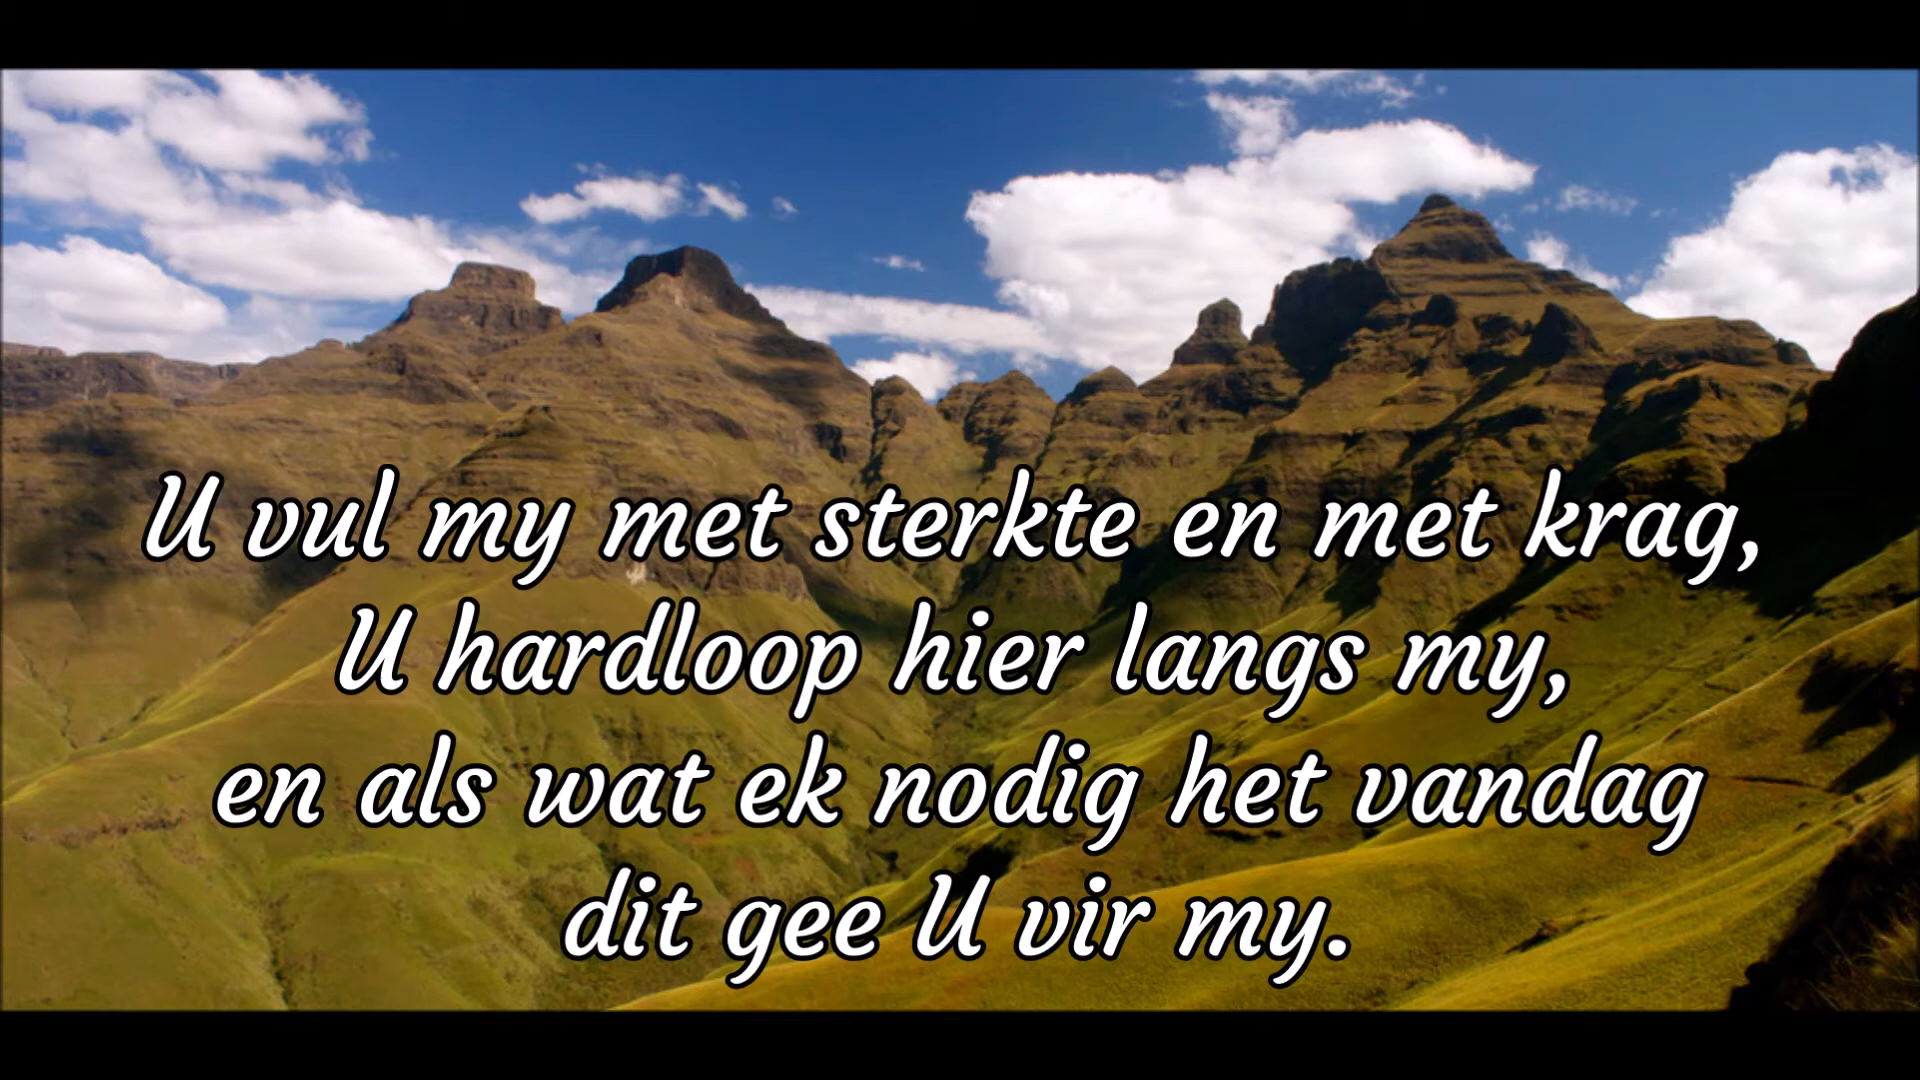 U vul my met sterkte en met krag,
U hardloop hier langs my,
en als wat ek nodig het vandag
dit gee U vir my.